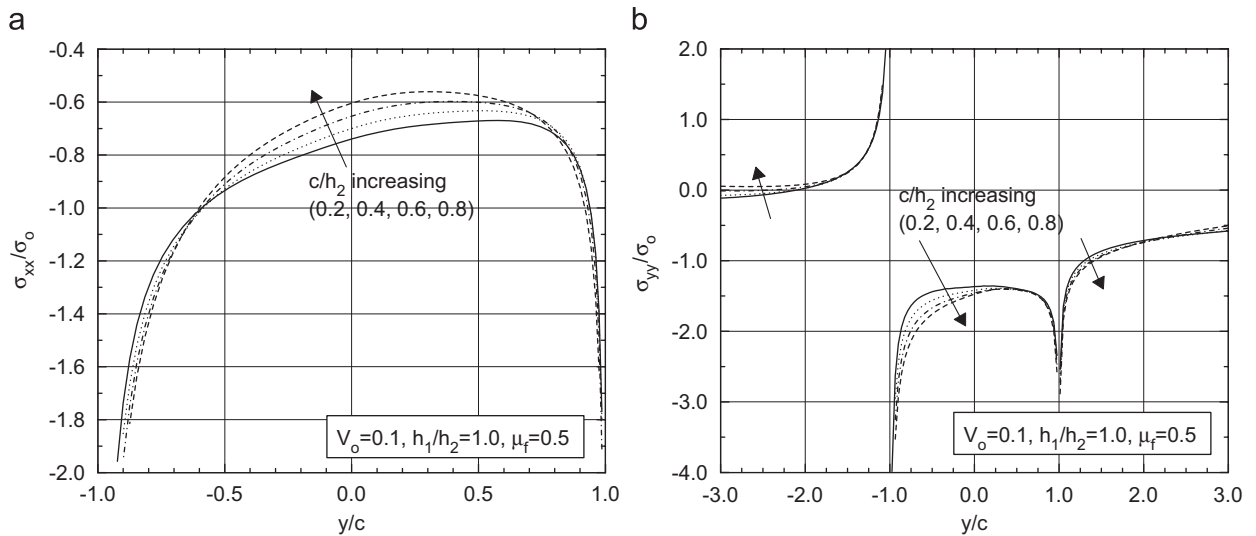 a
-0.4
-0.6
-0.8
-1.0
-1.2
-1.4
-1.6
-1.8
-2.0
σxx/σo
c/h2 increasing
(0.2, 0.4, 0.6, 0.8)
Vo=0.1, h1/h2=1.0, μf=0.5
-1.0 -0.5 0.0 0.5 1.0
y/c
b
2.0
1.0
0.0
-1.0
-2.0
-3.0
-4.0
σyy/σo
c/h2 increasing
(0.2, 0.4, 0.6, 0.8)
Vo=0.1, h1/h2=1.0, μf=0.5
-3.0 -2.0 -1.0 0.0 1.0 2.0 3.0
y/c